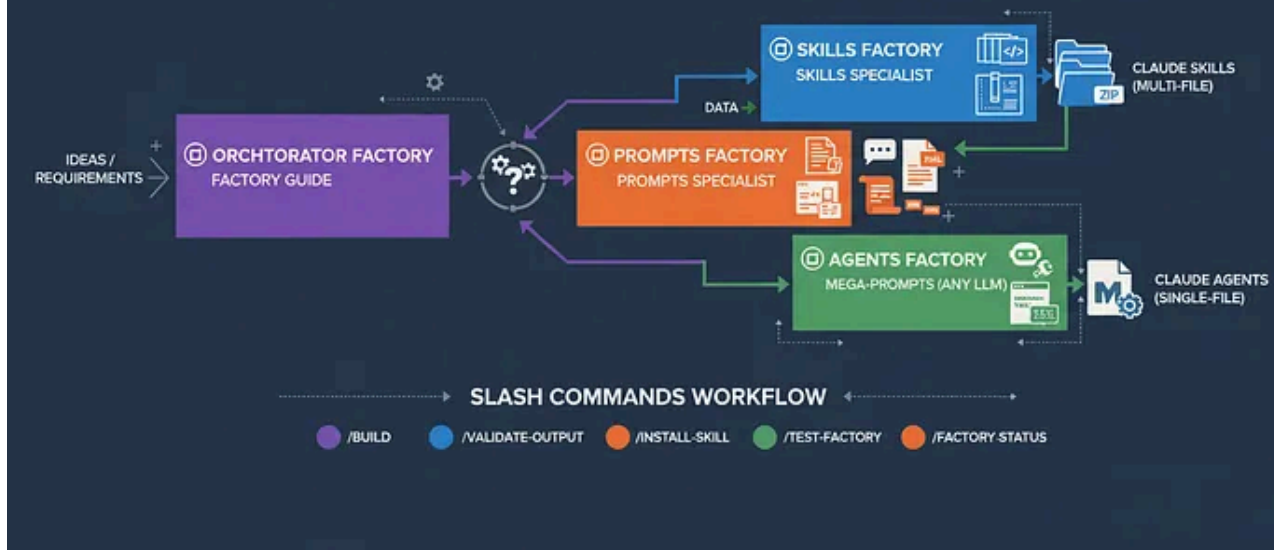 IDEAS /
REQUIREMENTS
ORCHTORATOR FACTORY
FACTORY GUIDE
?
SKILLS FACTORY
SKILLS SPECIALIST
</>
DATA
ZIP
CLAUDE SKILLS
(MULTI-FILE)
PROMPTS FACTORY
PROMPTS SPECIALIST
AGENTS FACTORY
MEGA-PROMPTS (ANY LLM)
M
CLAUDE AGENTS
(SINGLE-FILE)
SLASH COMMANDS WORKFLOW
/BUILD
/VALIDATE-OUTPUT
/INSTALL-SKILL
/TEST-FACTORY
/FACTORY-STATUS